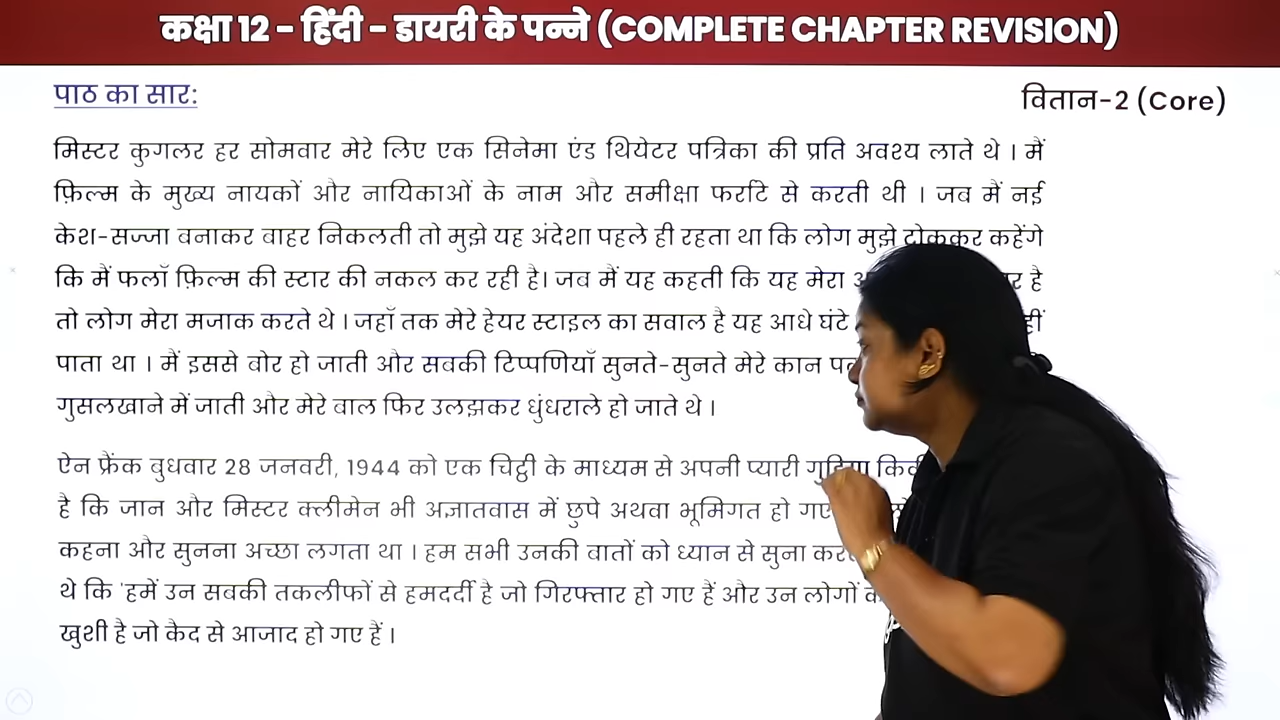 कक्षा 12 - हिंदी - डायरी के पन्ने (COMPLETE CHAPTER REVISION)
पाठ का सार:
वितान-2 (Core)
मिस्टर कुगलर हर सोमवार मेरे लिए एक सिनेमा एंड थियेटर पत्रिका की प्रति अवश्य लाते थे । मैं
फ़िल्म के मुख्य नायकों और नायिकाओं के नाम और समीक्षा फर्राटे से करती थी । जब मैं नई
केश-सज्जा बनाकर बाहर निकलती तो मुझे यह अंदेशा पहले ही रहता था कि लोग मुझे टोककर कहेंगे
कि मैं फलाँ फ़िल्म की स्टार की नकल कर रही है। जब मैं यह कहती कि यह मेरा है
तो लोग मेरा मजाक करते थे । जहाँ तक मेरे हेयर स्टाइल का सवाल है यह आधे घंटे
पाता था । मैं इससे बोर हो जाती और सबकी टिप्पणियाँ सुनते-सुनते मेरे कान
गुसलखाने में जाती और मेरे बाल फिर उलझकर घुंघराले हो जाते थे ।
ऐन फ्रैंक बुधवार 28 जनवरी, 1944 को एक चिट्ठी के माध्यम से अपनी प्यारी गुड़िया
है कि जान और मिस्टर क्लीमेन भी अज्ञातवास में छुपे अथवा भूमिगत हो
कहना और सुनना अच्छा लगता था । हम सभी उनकी बातों को ध्यान से सुना
थे कि 'हमें उन सबकी तकलीफों से हमदर्दी है जो गिरफ्तार हो गए हैं और उन लोगों
खुशी है जो कैद से आजाद हो गए हैं ।